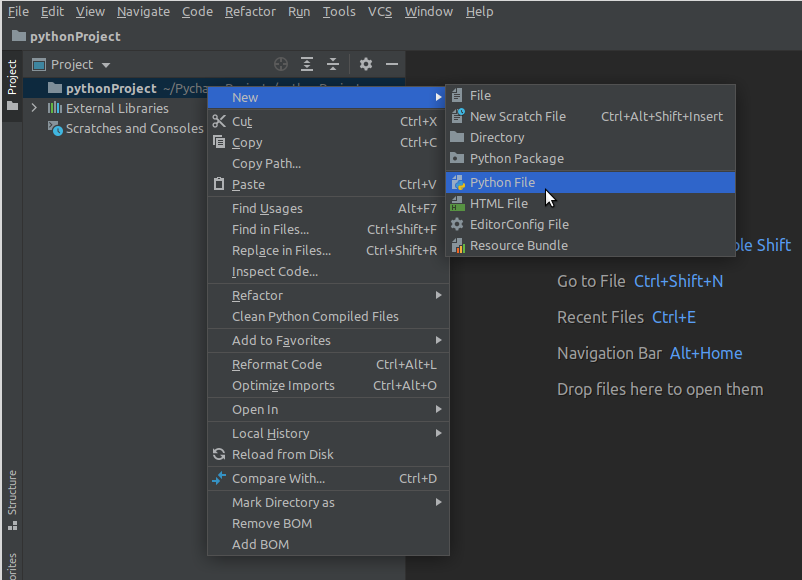 File Edit View Navigate Code Refactor Run Tools VCS Window Help
pythonProject
Project
Project
pythonProject
External Libraries
Scratches and Consoles
New
Cut Ctrl+X
Copy Ctrl+C
Copy Path...
Paste Ctrl+V
Find Usages Alt+F7
Find in Files... Ctrl+Shift+F
Replace in Files... Ctrl+Shift+R
Inspect Code...
Refactor
Clean Python Compiled Files
Add to Favorites
Reformat Code Ctrl+Alt+L
Optimize Imports Ctrl+Alt+O
Open In
Local History
Reload from Disk
Compare With... Ctrl+D
Mark Directory as
Remove BOM
Add BOM
File
New Scratch File Ctrl+Alt+Shift+Insert
Directory
Python Package
Python File
HTML File
EditorConfig File
Resource Bundle
Shift
Go to File Ctrl+Shift+N
Recent Files Ctrl+E
Navigation Bar Alt+Home
Drop files here to open them
Structure